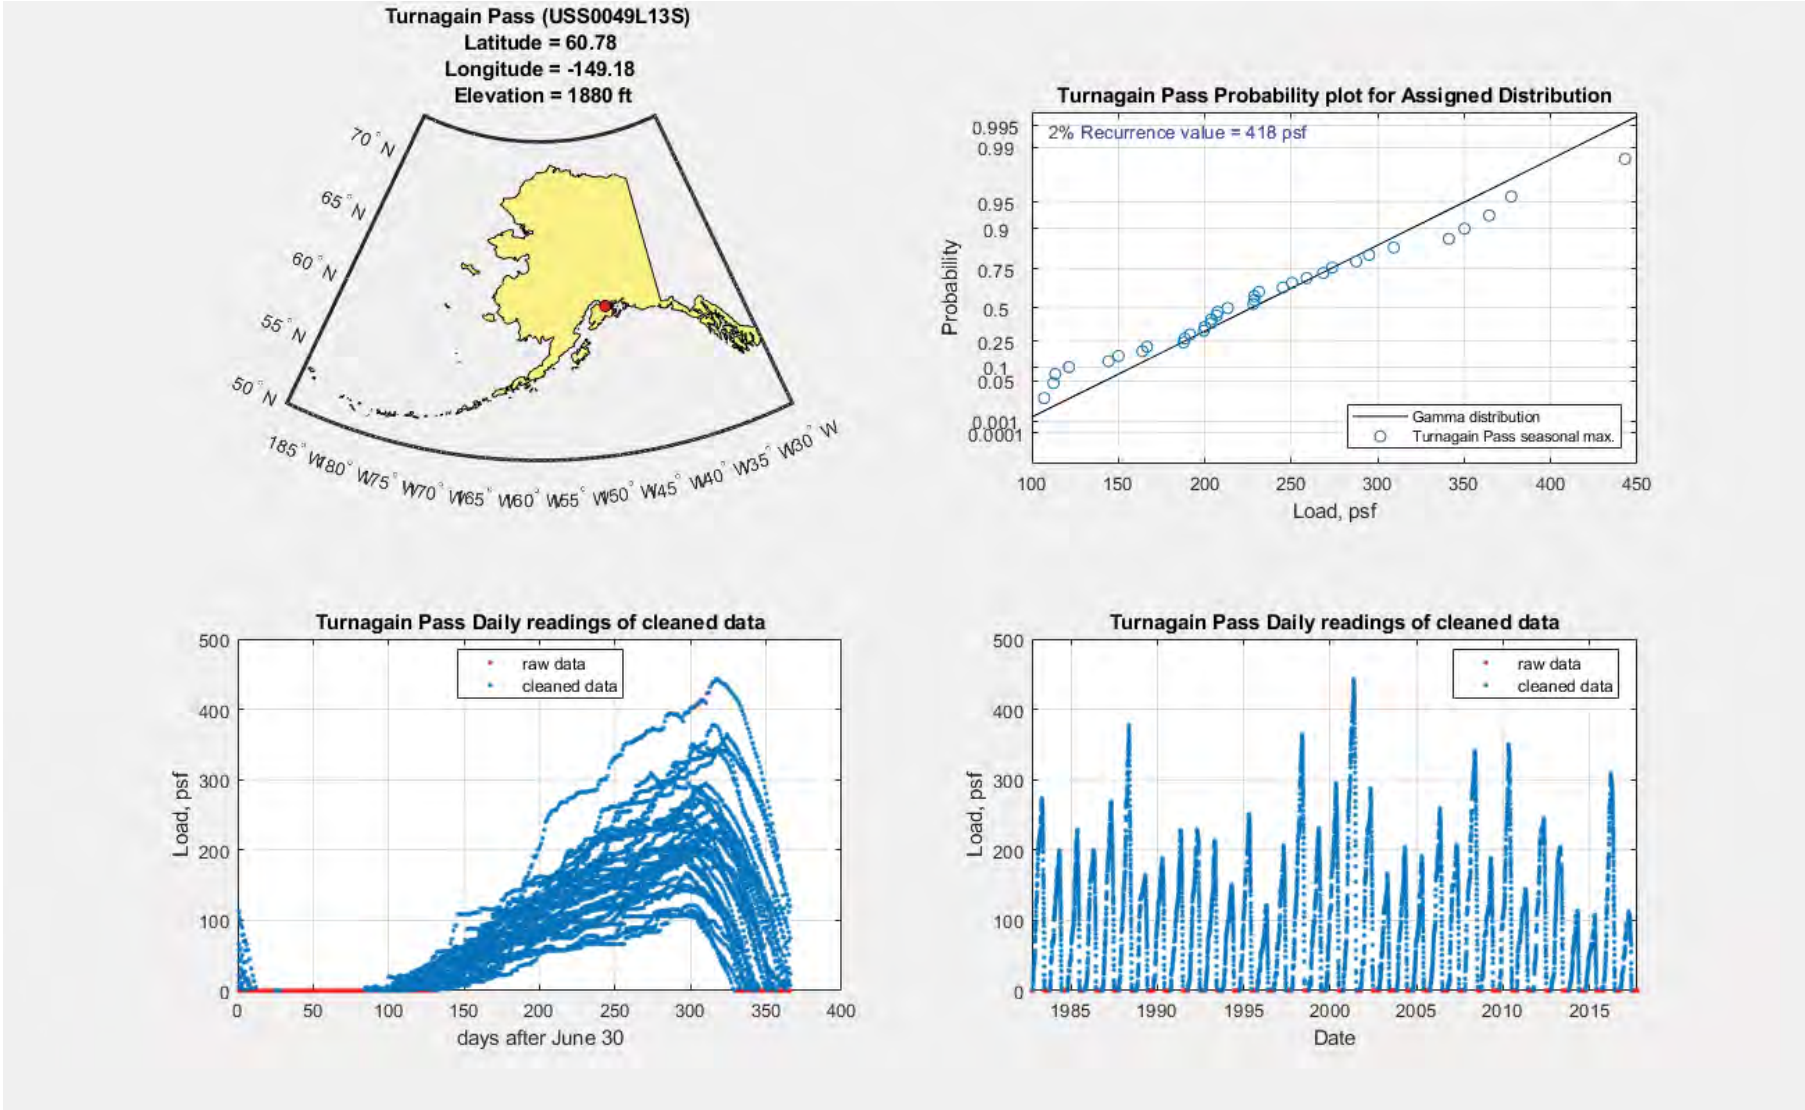 Turnagain Pass (USS0049L13S)
Latitude = 60.78
Longitude = -149.18
Elevation = 1880 ft
70° N
65° N
60° N
55° N
50° N
185° W
180° W
175° W
170° W
165° W
160° W
155° W
150° W
145° W
140° W
135° W
130° W
Turnagain Pass Probability plot for Assigned Distribution
2% Recurrence value = 418 psf
Probability
0.995
0.99
0.95
0.9
0.75
0.5
0.25
0.1
0.05
0.001
0.0001
Gamma distribution
Turnagain Pass seasonal max.
100 150 200 250 300 350 400 450
Load, psf
Turnagain Pass Daily readings of cleaned data
raw data
cleaned data
Load, psf
500
400
300
200
100
0
0 50 100 150 200 250 300 350 400
days after June 30
Turnagain Pass Daily readings of cleaned data
raw data
cleaned data
Load, psf
500
400
300
200
100
0
1985 1990 1995 2000 2005 2010 2015
Date